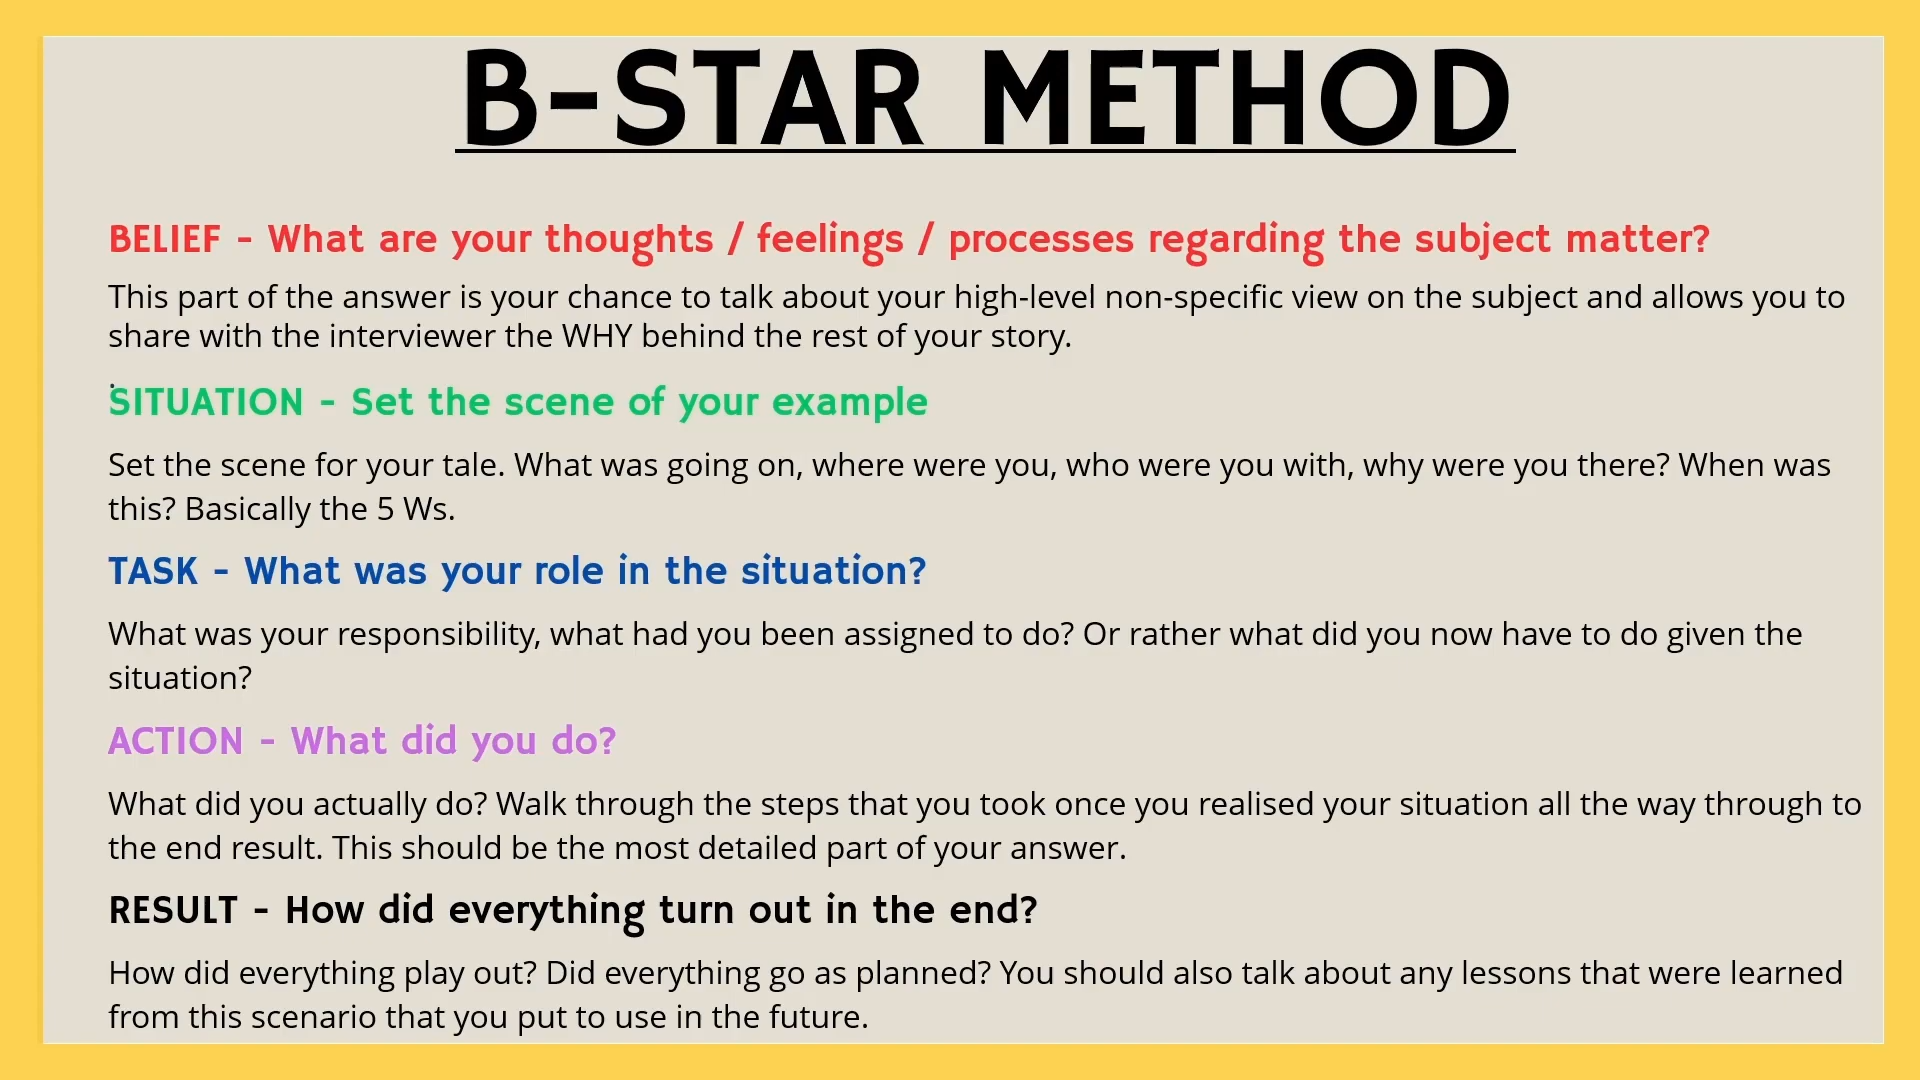 B-STAR METHOD
BELIEF - What are your thoughts / feelings / processes regarding the subject matter?
This part of the answer is your chance to talk about your high-level non-specific view on the subject and allows you to
share with the interviewer the WHY behind the rest of your story.
.
SITUATION - Set the scene of your example
Set the scene for your tale. What was going on, where were you, who were you with, why were you there? When was
this? Basically the 5 Ws.
TASK - What was your role in the situation?
What was your responsibility, what had you been assigned to do? Or rather what did you now have to do given the
situation?
ACTION - What did you do?
What did you actually do? Walk through the steps that you took once you realised your situation all the way through to
the end result. This should be the most detailed part of your answer.
RESULT - How did everything turn out in the end?
How did everything play out? Did everything go as planned? You should also talk about any lessons that were learned
from this scenario that you put to use in the future.